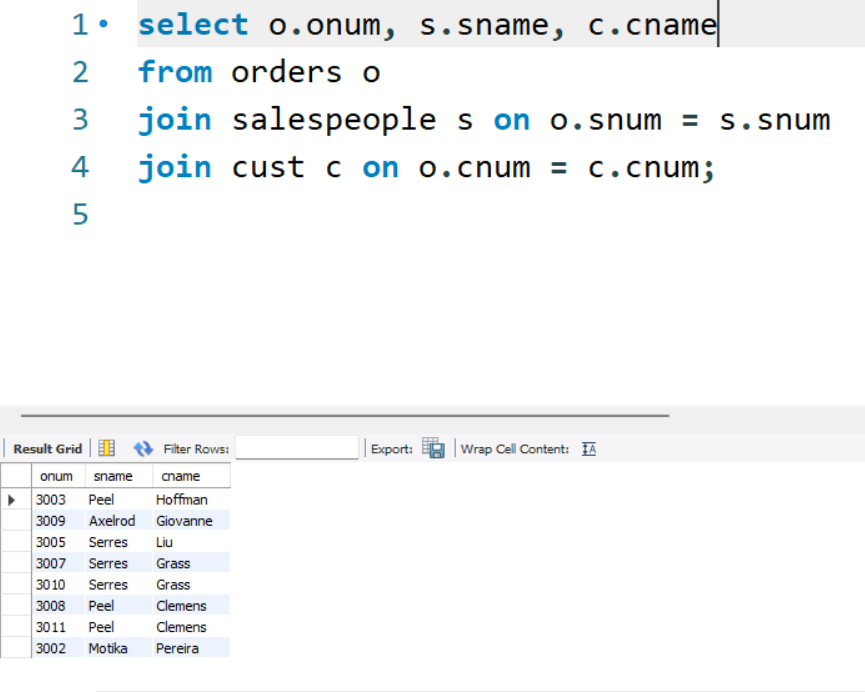 1 select o.onum, s.sname, c.cname
2 from orders o
3 join salespeople s on o.snum = s.snum
4 join cust c on o.cnum = c.cnum;
5
Result Grid Filter Rows: Export: Wrap Cell Content: IA
onum sname cname
3003 Peel Hoffman
3009 Axelrod Giovanne
3005 Serres Liu
3007 Serres Grass
3010 Serres Grass
3008 Peel Clemens
3011 Peel Clemens
3002 Motika Pereira